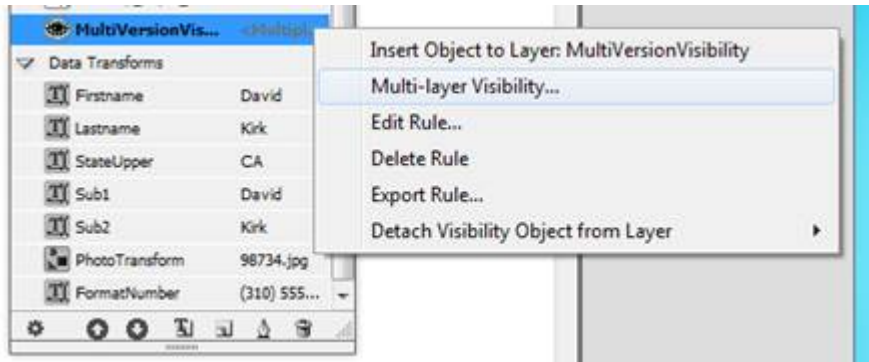 MultiVersionVis... <Multipl...
Data Transforms
Firstname David
Lastname Kirk
StateUpper CA
Sub1 David
Sub2 Kirk
PhotoTransform 98734.jpg
FormatNumber (310) 555...
Insert Object to Layer: MultiVersionVisibility
Multi-layer Visibility...
Edit Rule...
Delete Rule
Export Rule...
Detach Visibility Object from Layer